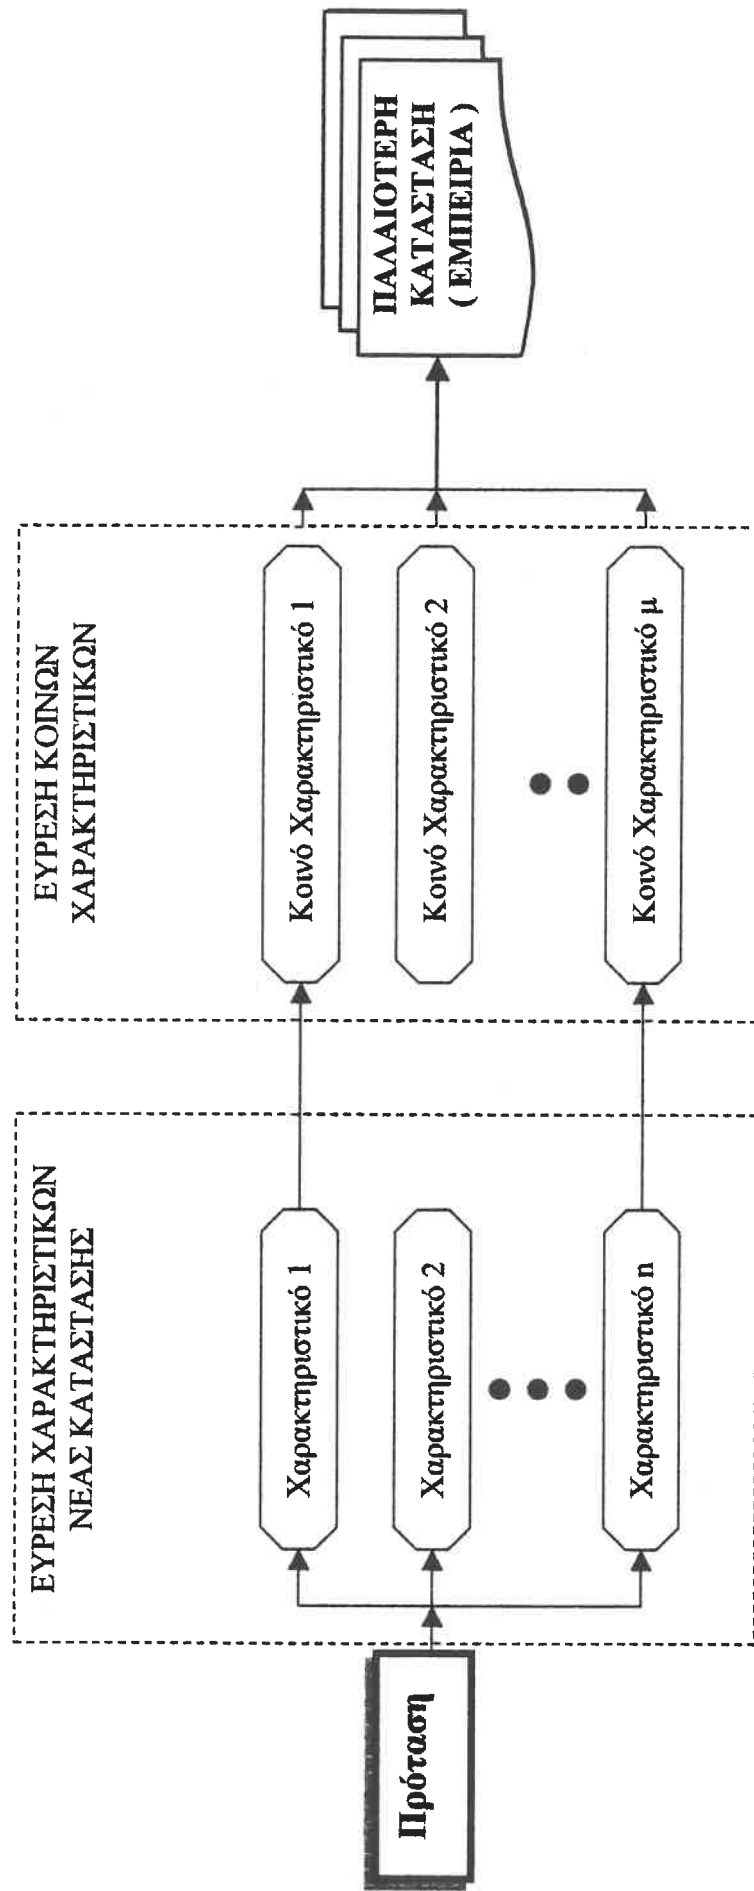 Πρόταση
ΕΥΡΕΣΗ ΧΑΡΑΚΤΗΡΙΣΤΙΚΩΝ
ΝΕΑΣ ΚΑΤΑΣΤΑΣΗΣ
Χαρακτηριστικό 1
Χαρακτηριστικό 2
Χαρακτηριστικό n
ΕΥΡΕΣΗ ΚΟΙΝΩΝ
ΧΑΡΑΚΤΗΡΙΣΤΙΚΩΝ
Κοινό Χαρακτηριστικό 1
Κοινό Χαρακτηριστικό 2
Κοινό Χαρακτηριστικό μ
ΠΑΛΑΙΟΤΕΡΗ
ΚΑΤΑΣΤΑΣΗ
( ΕΜΠΕΙΡΙΑ )